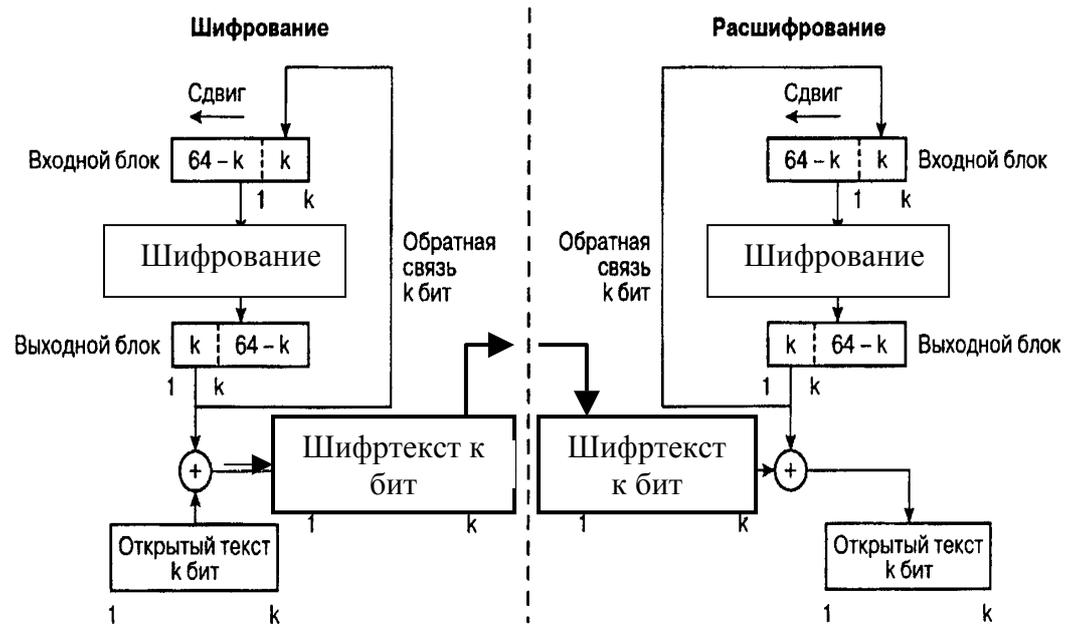 Шифрование
Сдвиг
Входной блок
64 – k
k
1 k
Шифрование
Обратная
связь
k бит
Выходной блок
k
64 – k
1 k
+
Шифртекст к
бит
1 k
Открытый текст
k бит
1 k
Расшифрование
Сдвиг
64 – k
k
Входной блок
1 k
Шифрование
Обратная
связь
k бит
k
64 – k
Выходной блок
1 k
Шифртекст
к бит
+
1 k
Открытый текст
k бит
1 k